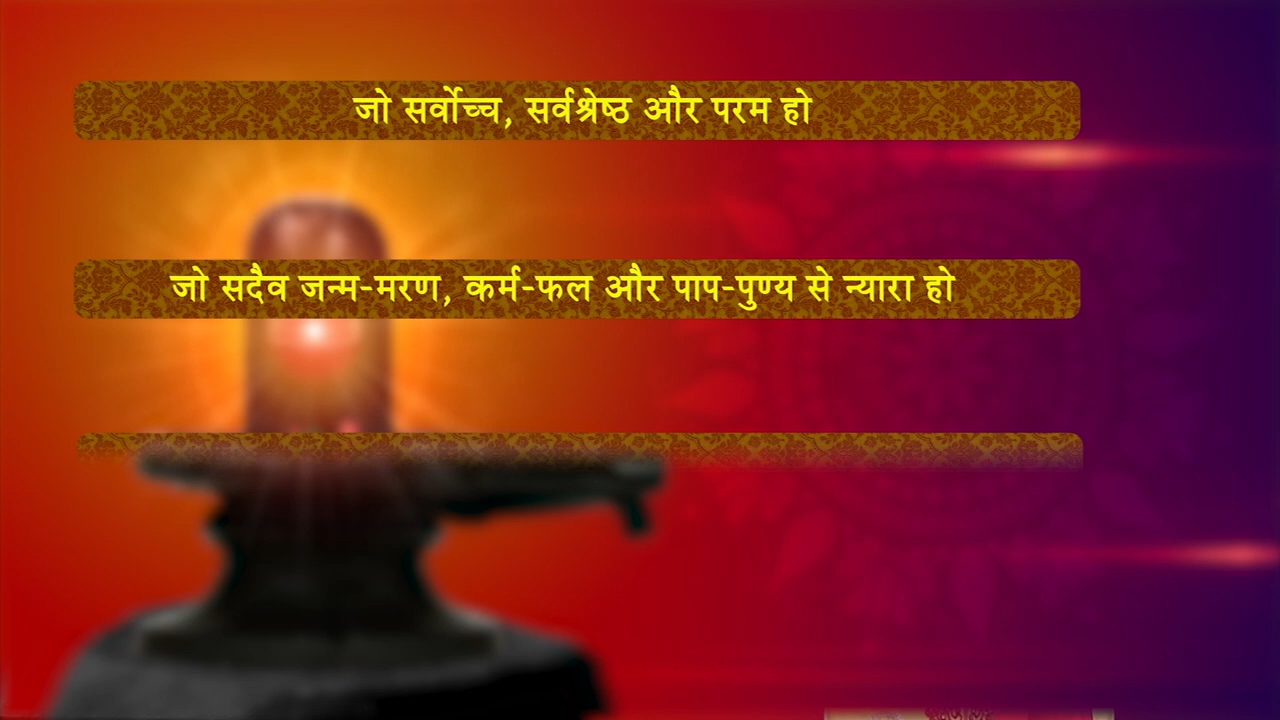 जो सर्वोच्च, सर्वश्रेष्ठ और परम हो
जो सदैव जन्म-मरण, कर्म-फल और पाप-पुण्य से न्यारा हो